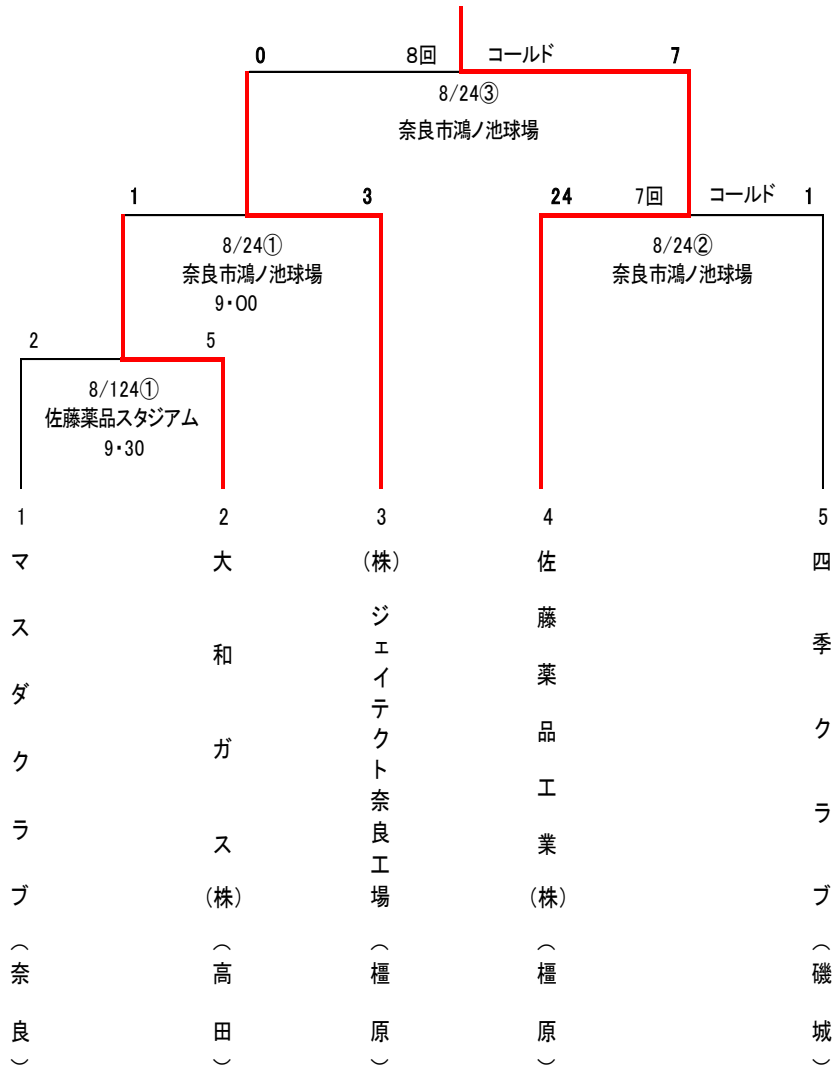 0 8回 コールド 7
8/24③
奈良市鴻ノ池球場
1 3 24 7回 コールド 1
8/24① 8/24②
奈良市鴻ノ池球場 奈良市鴻ノ池球場
9・00
2 5
8/124①
佐藤薬品スタジアム
9・30
1 2 3 4 5
マスダクラブ(奈良)
大和ガス(株)(高田)
(株)ジェイテクト奈良工場(橿原)
佐藤薬品工業(株)(橿原)
四季クラブ(磯城)